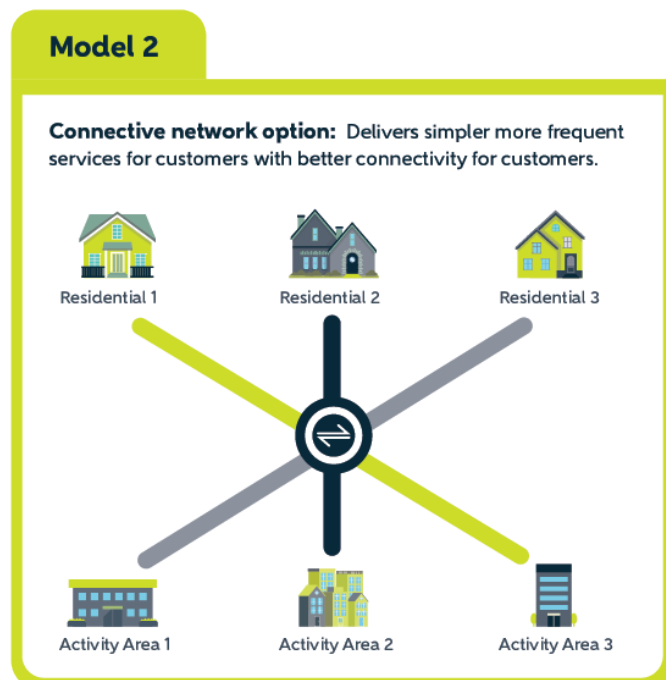 Model 2
Connective network option: Delivers simpler more frequent
services for customers with better connectivity for customers.
Residential 1
Residential 2
Residential 3
Activity Area 1
Activity Area 2
Activity Area 3